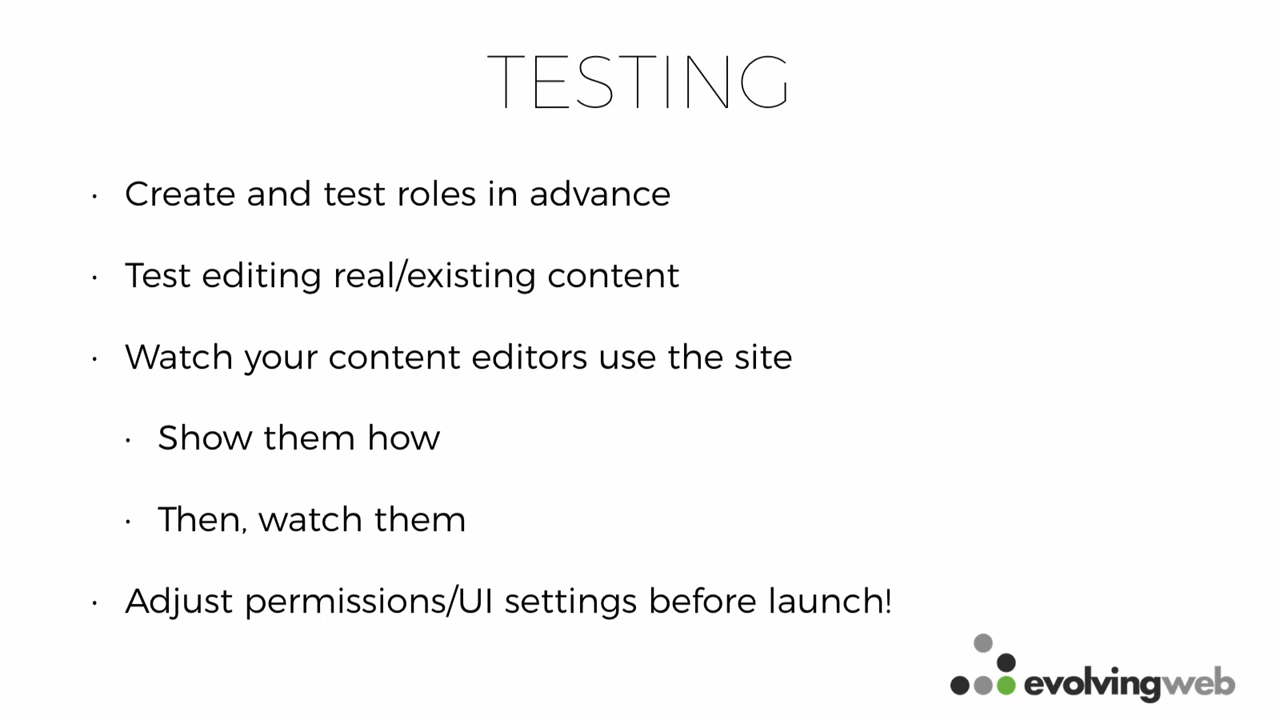 TESTING
· Create and test roles in advance
· Test editing real/existing content
· Watch your content editors use the site
· Show them how
· Then, watch them
· Adjust permissions/UI settings before launch!
evolvingweb